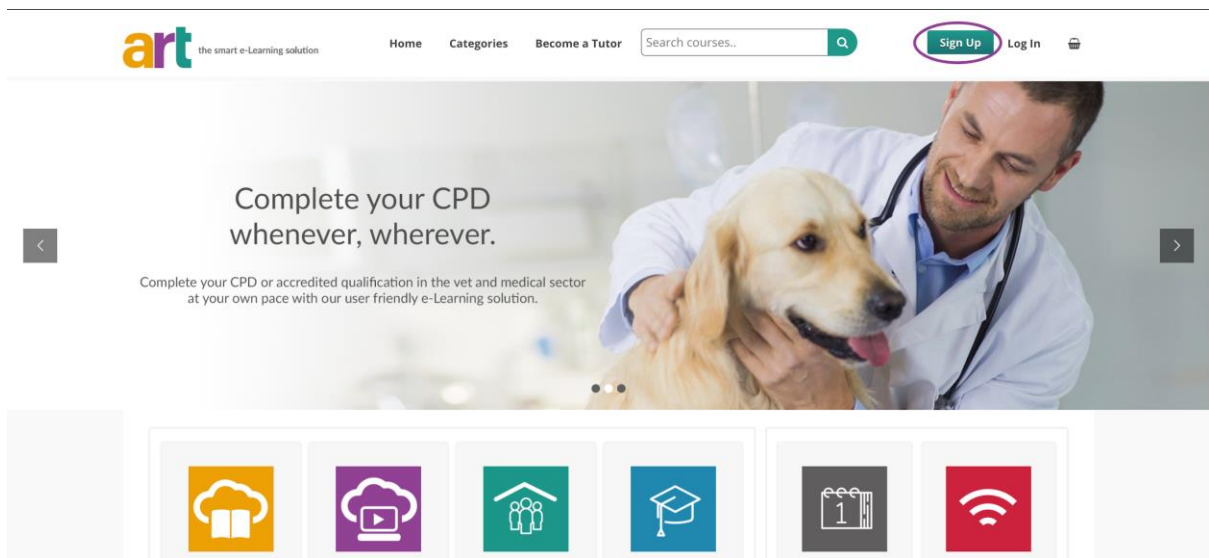 art the smart e-Learning solution Home Categories Become a Tutor Search courses.. Sign Up Log In
Complete your CPD
whenever, wherever.
Complete your CPD or accredited qualification in the vet and medical sector
at your own pace with our user friendly e-Learning solution.
1